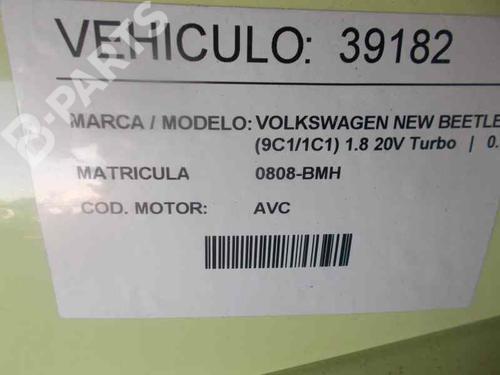 VEHICULO: 39182
MARCA / MODELO: VOLKSWAGEN NEW BEETLE
(9C1/1C1) 1.8 20V Turbo | 0.
MATRICULA 0808-BMH
COD. MOTOR: AVC
B-PARTS